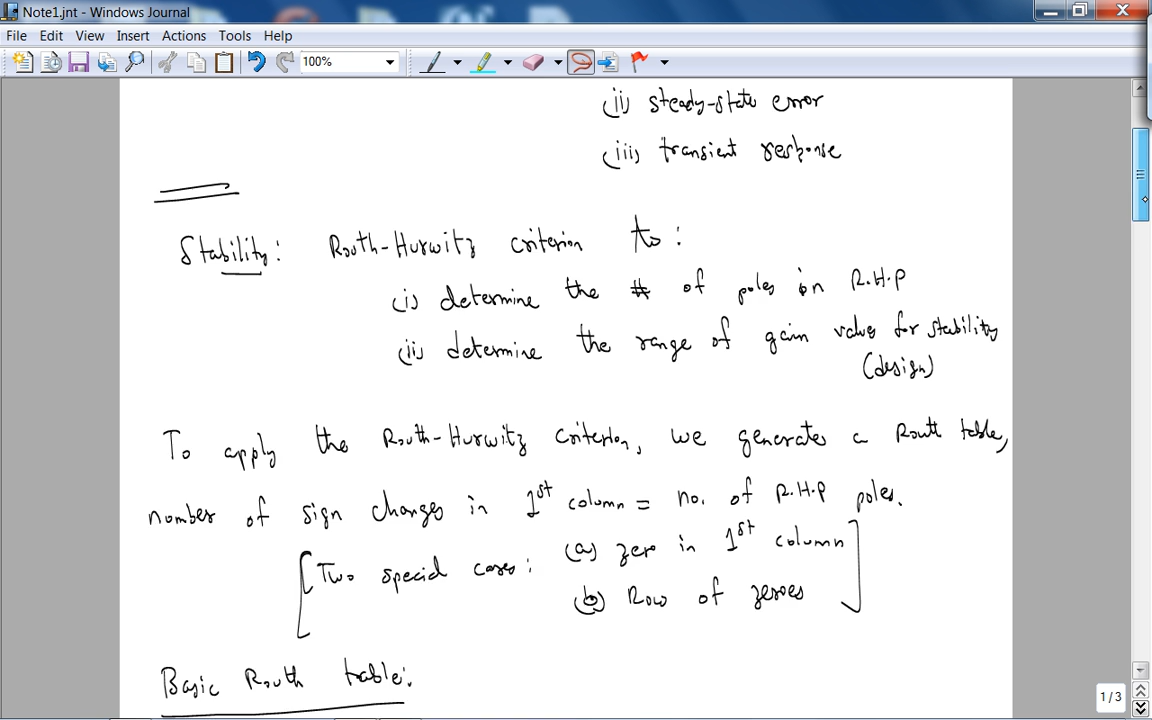 Note1.jnt - Windows Journal
File Edit View Insert Actions Tools Help
100%
(ii) steady-state error
(iii) transient response
Stability: Routh-Hurwitz criterion to:
(i) determine the # of poles in R.H.P
(ii) determine the range of gain value for stability
(design)
To apply the Routh-Hurwitz criterion, we generates a Routh table,
number of sign changes in 1st column = no. of R.H.P poles.
[Two special cases: (a) zero in 1st column]
(b) Row of zeroes
Basic Routh table:
1 / 3